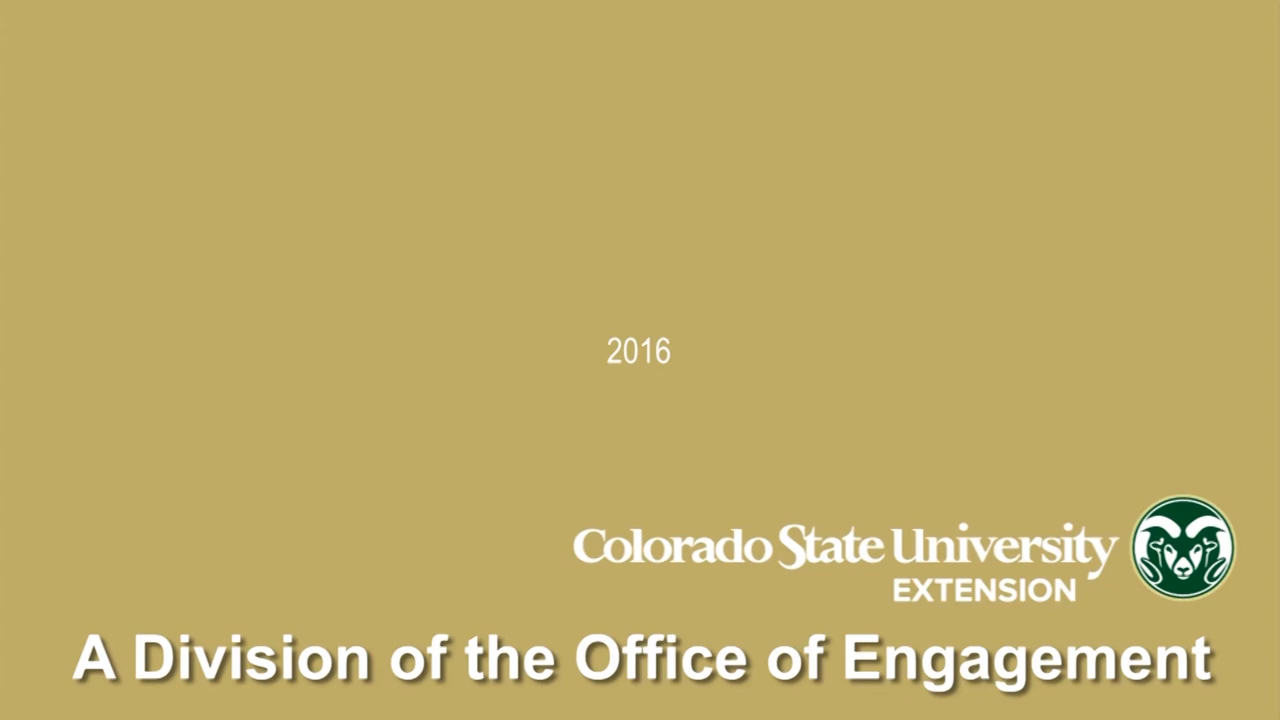 2016
Colorado State University
EXTENSION
A Division of the Office of Engagement